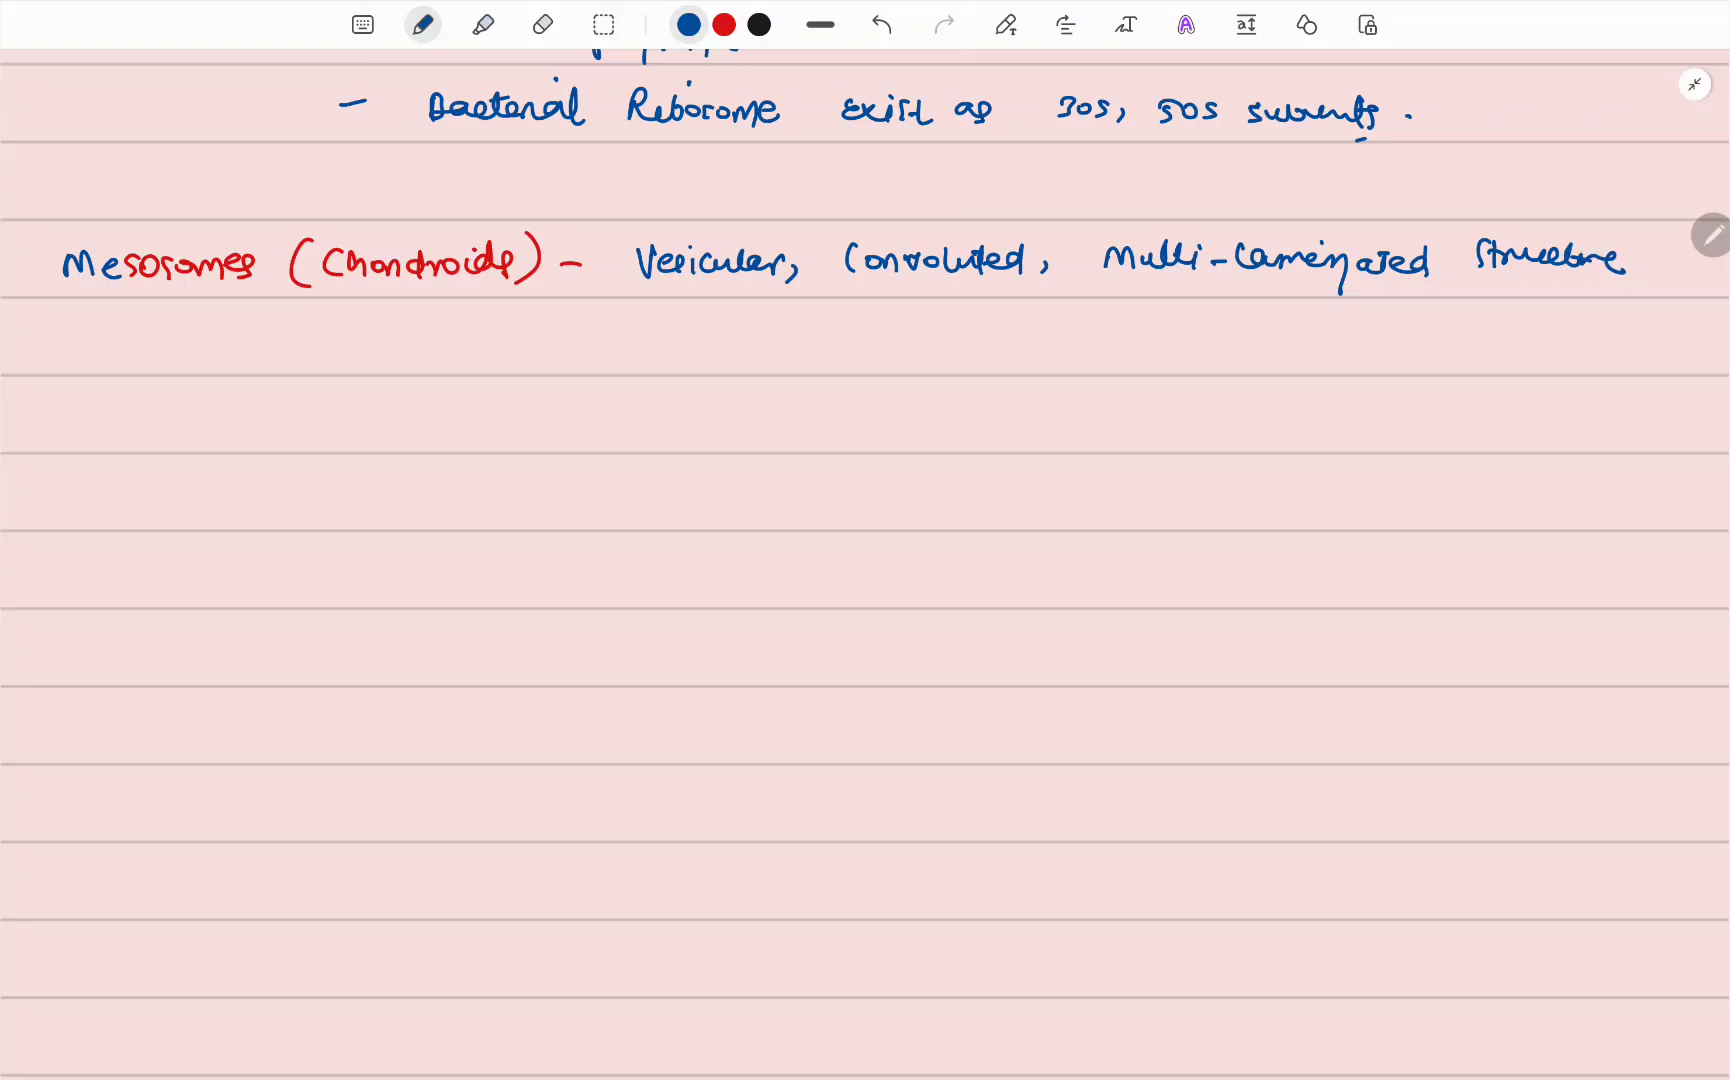 - Bacterial Ribosome exist as 30s, 50s subunits.
Mesosomes (Chondroids) - Vesicular, Convoluted, Multi-laminated Structure